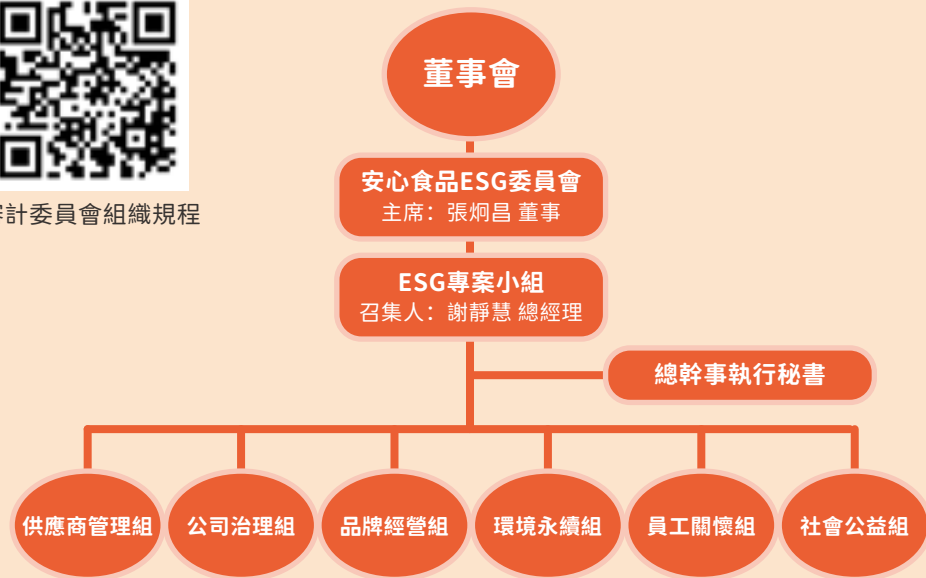 董事會
安心食品ESG委員會
主席：張炯昌 董事
計委員會組織規程
ESG專案小組
召集人：謝靜慧 總經理
總幹事執行秘書
供應商管理組
公司治理組
品牌經營組
環境永續組
員工關懷組
社會公益組